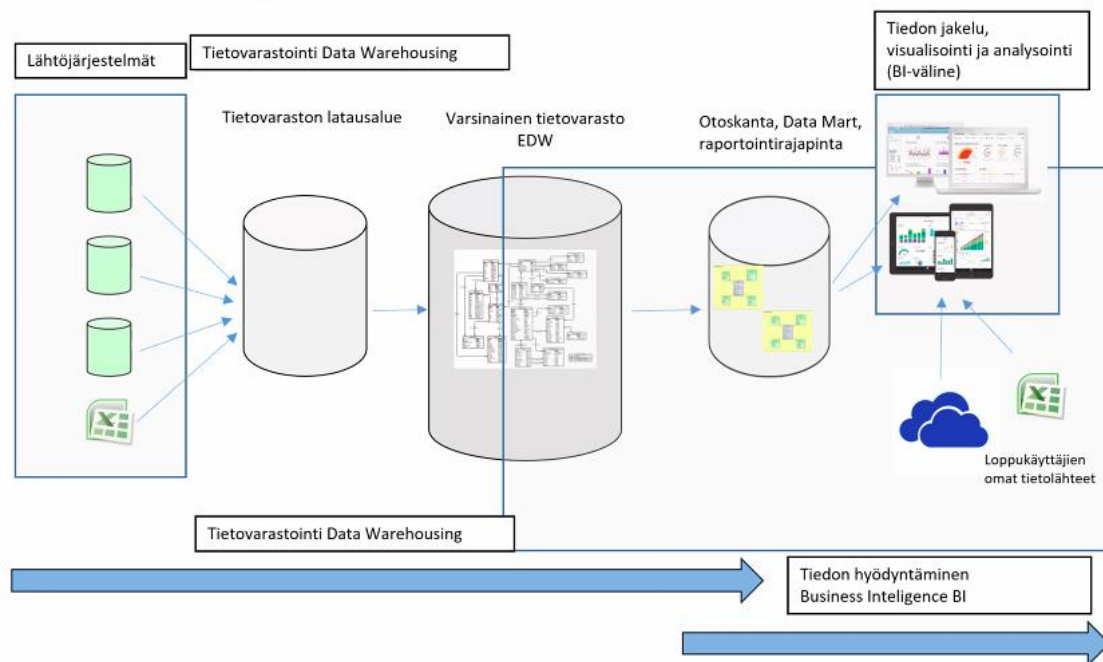 Lähtöjärjestelmät
Tietovarastointi Data Warehousing
Tiedon jakelu,
visualisointi ja analysointi
(BI-väline)
Tietovaraston latausalue
Varsinainen tietovarasto
EDW
Otoskanta, Data Mart,
raportointirajapinta
Loppukäyttäjien
omat tietolähteet
Tietovarastointi Data Warehousing
Tiedon hyödyntäminen
Business Inteligence BI